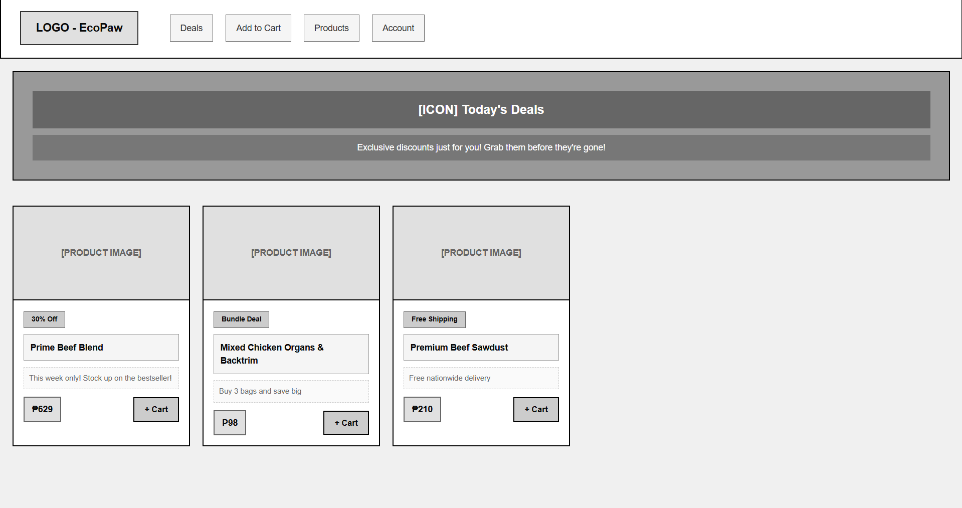 LOGO - EcoPaw
Deals
Add to Cart
Products
Account
[ICON] Today's Deals
Exclusive discounts just for you! Grab them before they're gone!
[PRODUCT IMAGE]
30% Off
Prime Beef Blend
This week only! Stock up on the bestseller!
₱629
+ Cart
[PRODUCT IMAGE]
Bundle Deal
Mixed Chicken Organs &
Backtrim
Buy 3 bags and save big
P98
+ Cart
[PRODUCT IMAGE]
Free Shipping
Premium Beef Sawdust
Free nationwide delivery
₱210
+ Cart